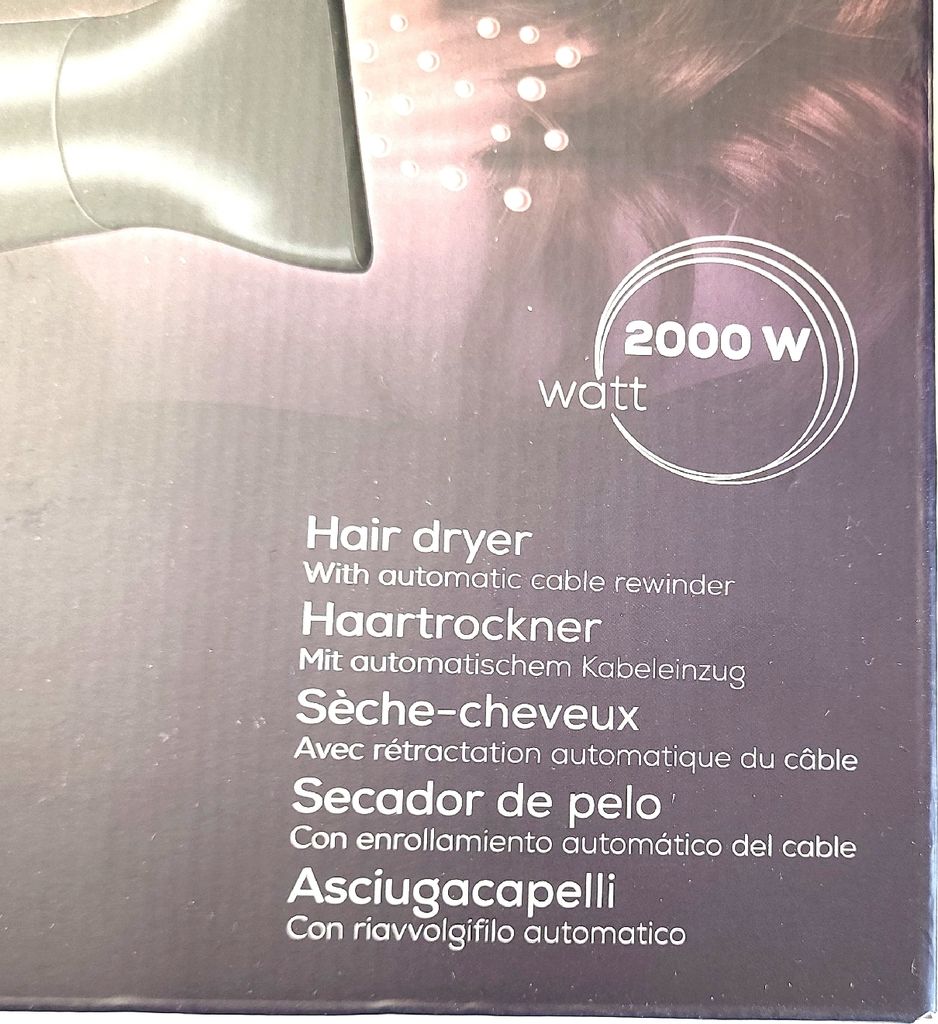 2000 W
watt
Hair dryer
With automatic cable rewinder
Haartrockner
Mit automatischem Kabeleinzug
Sèche-cheveux
Avec rétractation automatique du câble
Secador de pelo
Con enrollamiento automático del cable
Asciugacapelli
Con riavvolgifilo automatico